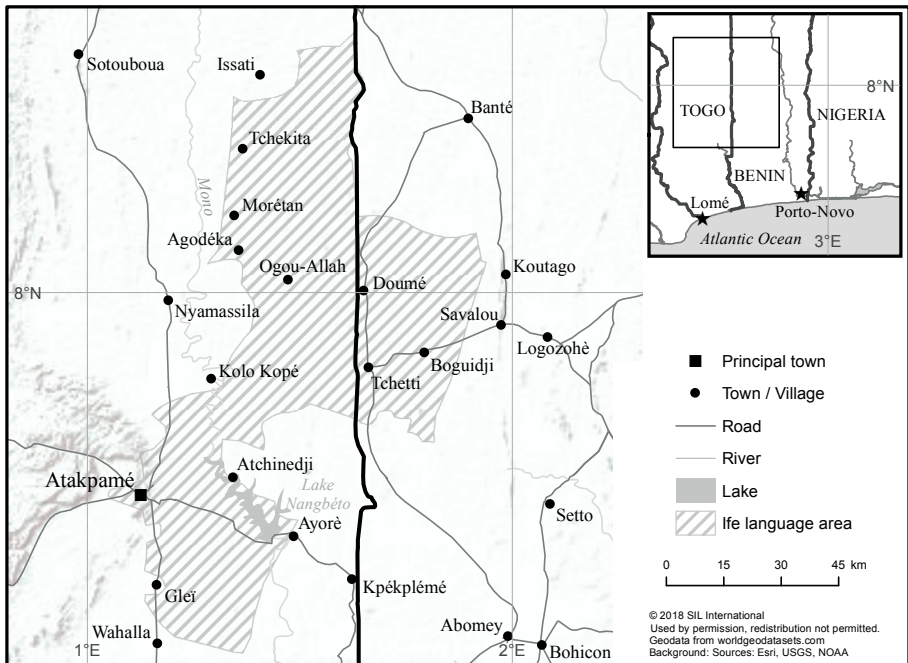 Sotouboua
Issati
Banté
Tchekita
Mono
Morétan
Agodéka
Ogou-Allah
Doumé
Koutago
8°N
Nyamassila
Savalou
Logozohè
Boguidji
Kolo Kopé
Tchetti
Atchinedji
Atakpamé
Lake
Nangbéto
Ayorè
Setto
Kpékplémé
Gleï
Wahalla
Abomey
Bohicon
1°E
2°E
8°N
TOGO
NIGERIA
BENIN
Lomé
Porto-Novo
Atlantic Ocean
3°E
Principal town
Town / Village
Road
River
Lake
Ife language area
0 15 30 45 km
© 2018 SIL International
Used by permission, redistribution not permitted.
Geodata from worldgeodatasets.com
Background: Sources: Esri, USGS, NOAA